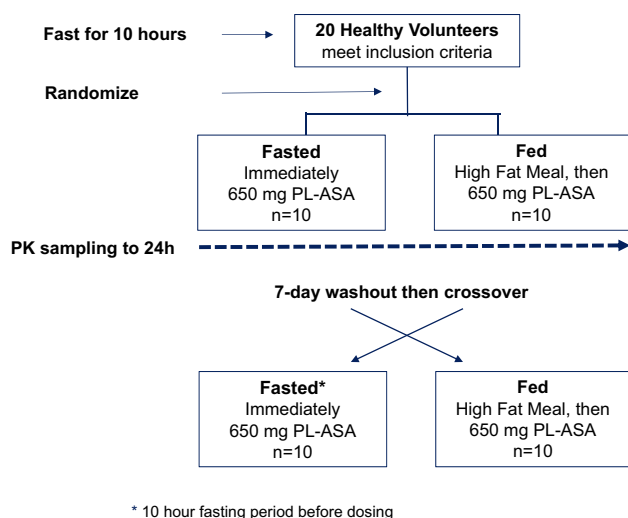 Fast for 10 hours
20 Healthy Volunteers
meet inclusion criteria
Randomize
Fasted
Immediately
650 mg PL-ASA
n=10
Fed
High Fat Meal, then
650 mg PL-ASA
n=10
PK sampling to 24h
7-day washout then crossover
Fasted*
Immediately
650 mg PL-ASA
n=10
Fed
High Fat Meal, then
650 mg PL-ASA
n=10
* 10 hour fasting period before dosing